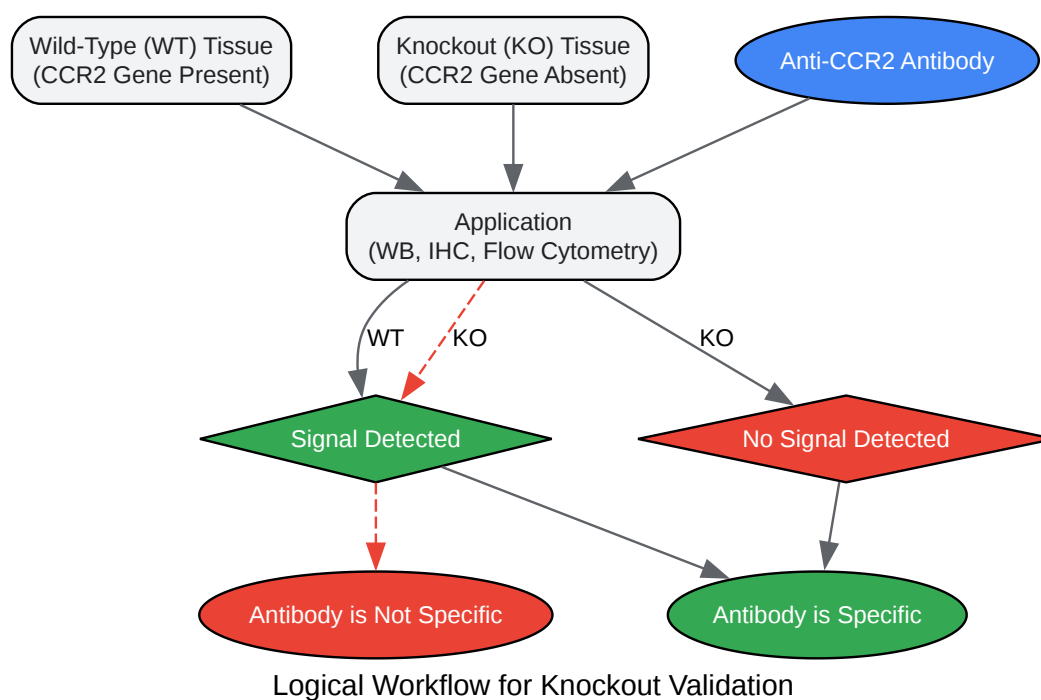 Wild-Type (WT) Tissue
(CCR2 Gene Present)
Knockout (KO) Tissue
(CCR2 Gene Absent)
Anti-CCR2 Antibody
Application
(WB, IHC, Flow Cytometry)
WT
KO
KO
Signal Detected
No Signal Detected
Antibody is Not Specific
Antibody is Specific
Logical Workflow for Knockout Validation